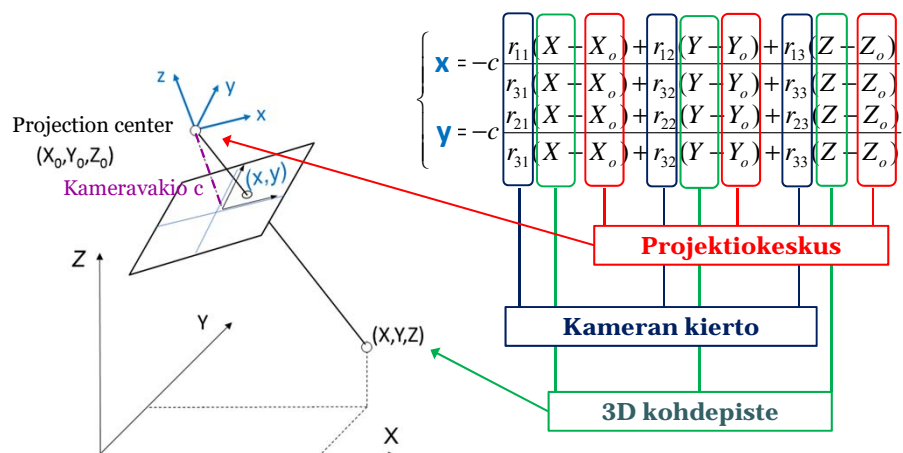 x = −c r₁₁(X − Xₒ) + r₁₂(Y − Yₒ) + r₁₃(Z − Zₒ)
r₃₁(X − Xₒ) + r₃₂(Y − Yₒ) + r₃₃(Z − Zₒ)
y = −c r₂₁(X − Xₒ) + r₂₂(Y − Yₒ) + r₂₃(Z − Zₒ)
r₃₁(X − Xₒ) + r₃₂(Y − Yₒ) + r₃₃(Z − Zₒ)
z
y
x
Projection center
(X₀,Y₀,Z₀)
Kameravakio c
(x,y)
Projektiokeskus
Z
Y
Kameran kierto
(X,Y,Z)
3D kohdepiste
X